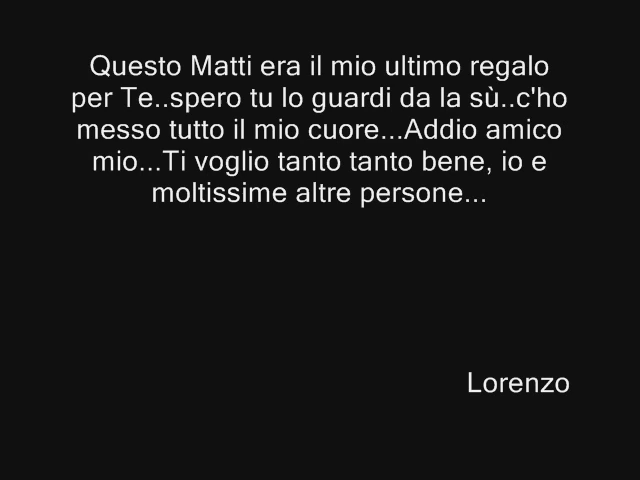 Questo Matti era il mio ultimo regalo
per Te..spero tu lo guardi da la sù..c'ho
messo tutto il mio cuore...Addio amico
mio...Ti voglio tanto tanto bene, io e
moltissime altre persone...
Lorenzo